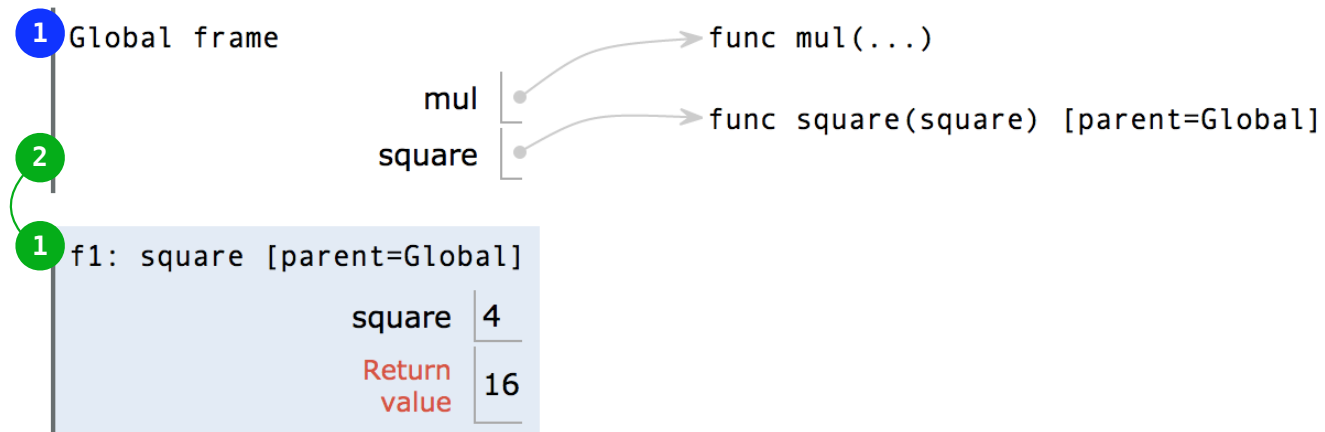 1 Global frame
func mul(...)
mul
func square(square) [parent=Global]
square
2
1 f1: square [parent=Global]
square 4
Return
value 16